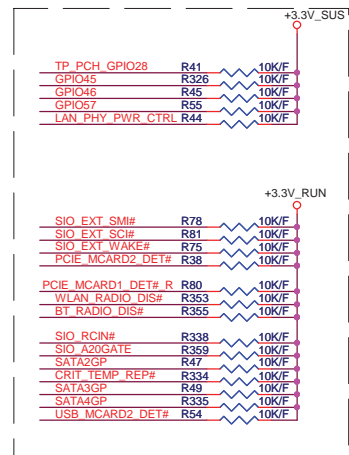 +3.3V_SUS
TP_PCH_GPIO28 R41 10K/F
GPIO45 R326 10K/F
GPIO46 R45 10K/F
GPIO57 R55 10K/F
LAN_PHY_PWR_CTRL R44 10K/F
+3.3V_RUN
SIO_EXT_SMI# R78 10K/F
SIO_EXT_SCI# R81 10K/F
SIO_EXT_WAKE# R75 10K/F
PCIE_MCARD2_DET# R38 10K/F
PCIE_MCARD1_DET#_R R80 10K/F
WLAN_RADIO_DIS# R353 10K/F
BT_RADIO_DIS# R355 10K/F
SIO_RCIN# R338 10K/F
SIO_A20GATE R359 10K/F
SATA2GP R47 10K/F
CRIT_TEMP_REP# R334 10K/F
SATA3GP R49 10K/F
SATA4GP R335 10K/F
USB_MCARD2_DET# R54 10K/F